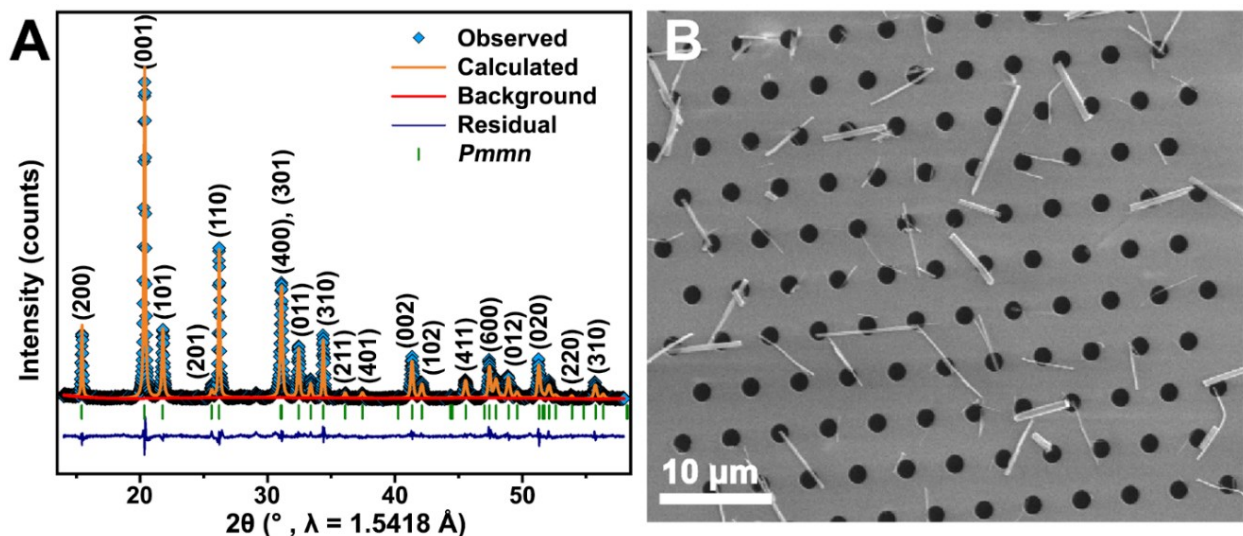 A
Observed
Calculated
Background
Residual
Pmmn
(200)
(001)
(101)
(201)
(110)
(400), (301)
(011)
(310)
(211)
(401)
(002)
(102)
(411)
(600)
(012)
(020)
(220)
(310)
Intensity (counts)
20
30
40
50
2θ (° , λ = 1.5418 Å)
B
10 µm